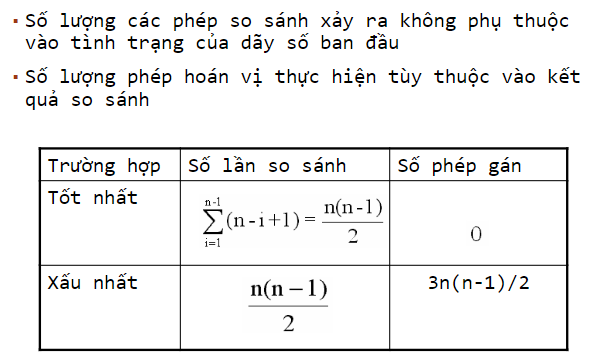 ▪ Số lượng các phép so sánh xảy ra không phụ thuộc
vào tình trạng của dãy số ban đầu
▪ Số lượng phép hoán vị thực hiện tùy thuộc vào kết
quả so sánh
Trường hợp Số lần so sánh Số phép gán
Tốt nhất \sum_{i=1}^{n-1}(n-i+1) = \frac{n(n-1)}{2} 0
Xấu nhất \frac{n(n-1)}{2} 3n(n-1)/2